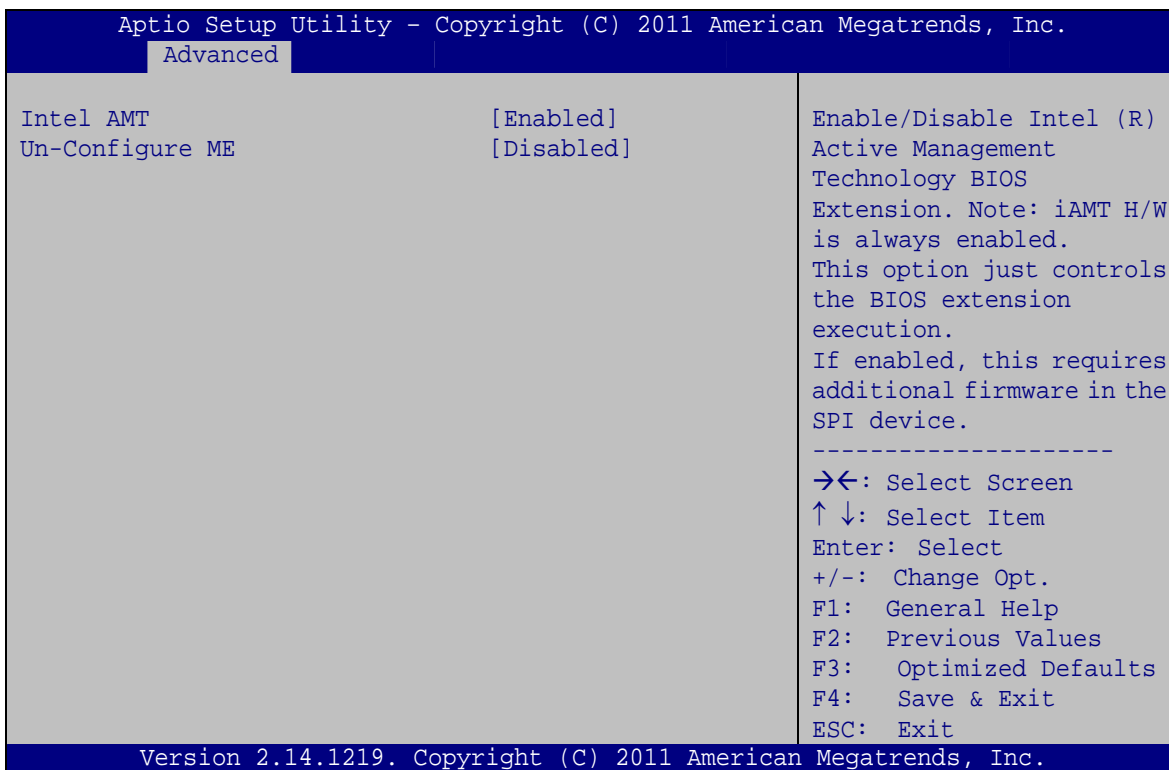 Aptio Setup Utility – Copyright (C) 2011 American Megatrends, Inc.
Advanced
Intel AMT [Enabled]
Un-Configure ME [Disabled]
Enable/Disable Intel (R)
Active Management
Technology BIOS
Extension. Note: iAMT H/W
is always enabled.
This option just controls
the BIOS extension
execution.
If enabled, this requires
additional firmware in the
SPI device.
---------------------
→←: Select Screen
↑ ↓: Select Item
Enter: Select
+/-: Change Opt.
F1: General Help
F2: Previous Values
F3: Optimized Defaults
F4: Save & Exit
ESC: Exit
Version 2.14.1219. Copyright (C) 2011 American Megatrends, Inc.